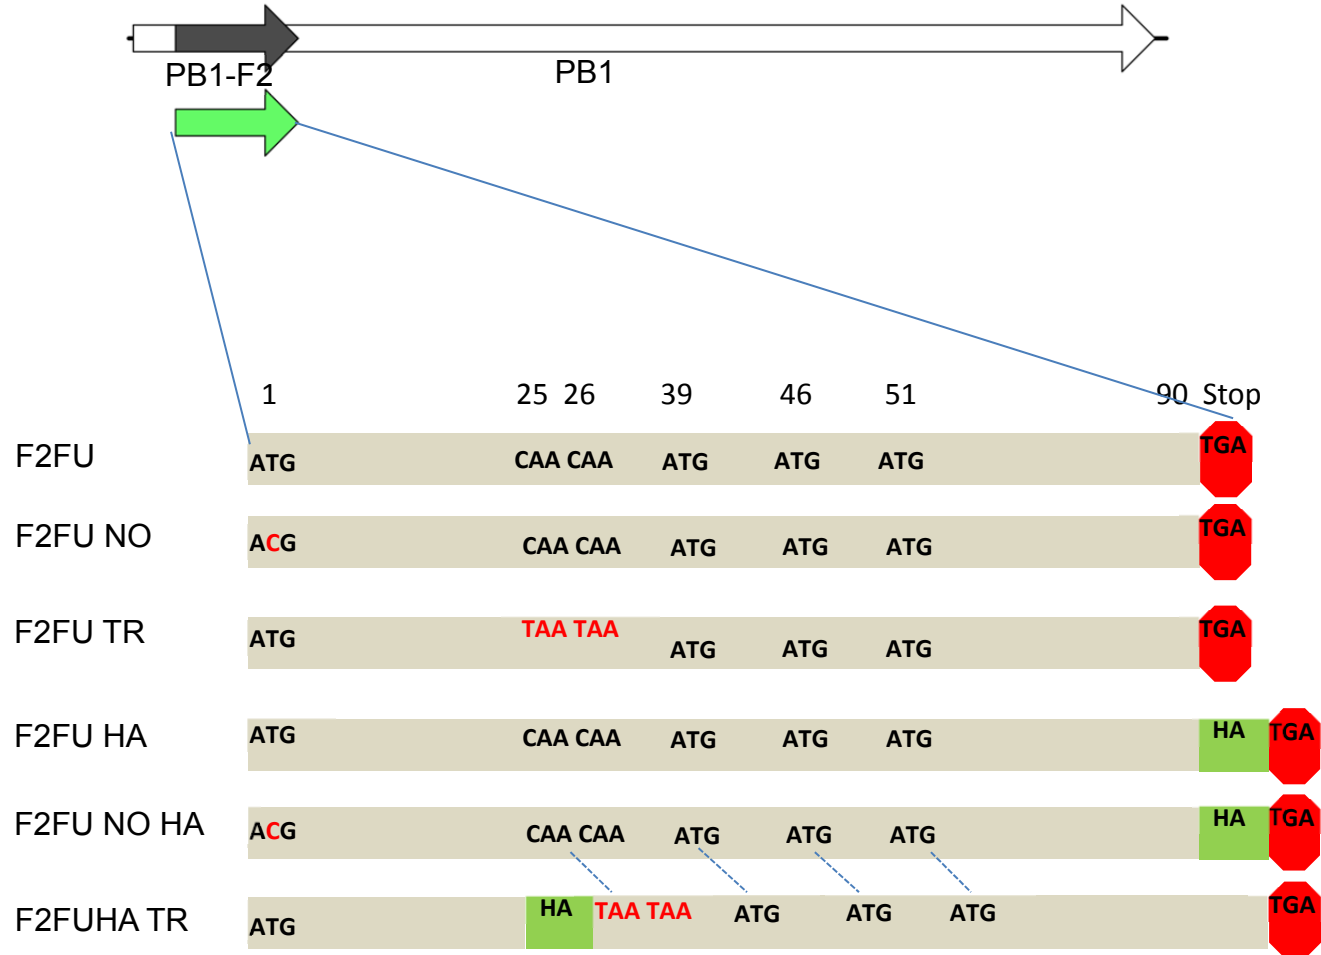 PB1-F2
PB1
1 25 26 39 46 51 90 Stop
F2FU ATG CAA CAA ATG ATG ATG TGA
F2FU NO ACG CAA CAA ATG ATG ATG TGA
F2FU TR ATG TAA TAA ATG ATG ATG TGA
F2FU HA ATG CAA CAA ATG ATG ATG HA TGA
F2FU NO HA ACG CAA CAA ATG ATG ATG HA TGA
F2FUHA TR ATG HA TAA TAA ATG ATG ATG TGA